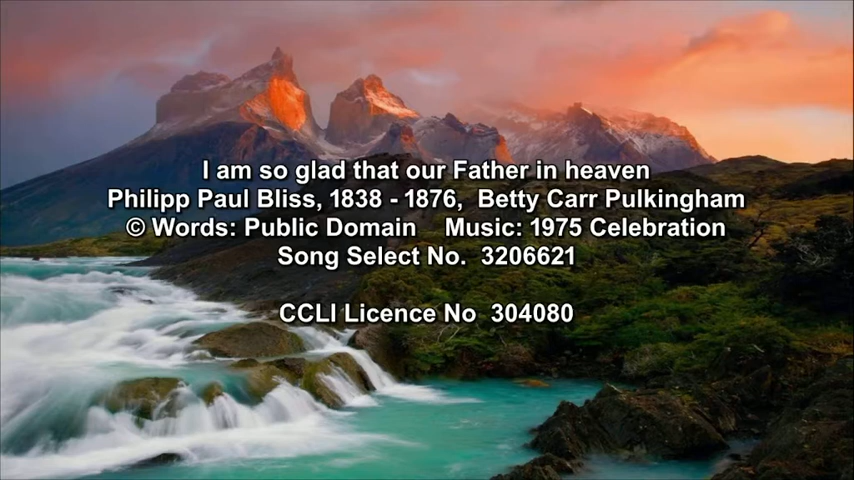 I am so glad that our Father in heaven
Philipp Paul Bliss, 1838 - 1876,  Betty Carr Pulkingham
© Words: Public Domain    Music: 1975 Celebration
Song Select No.  3206621
CCLI Licence No  304080